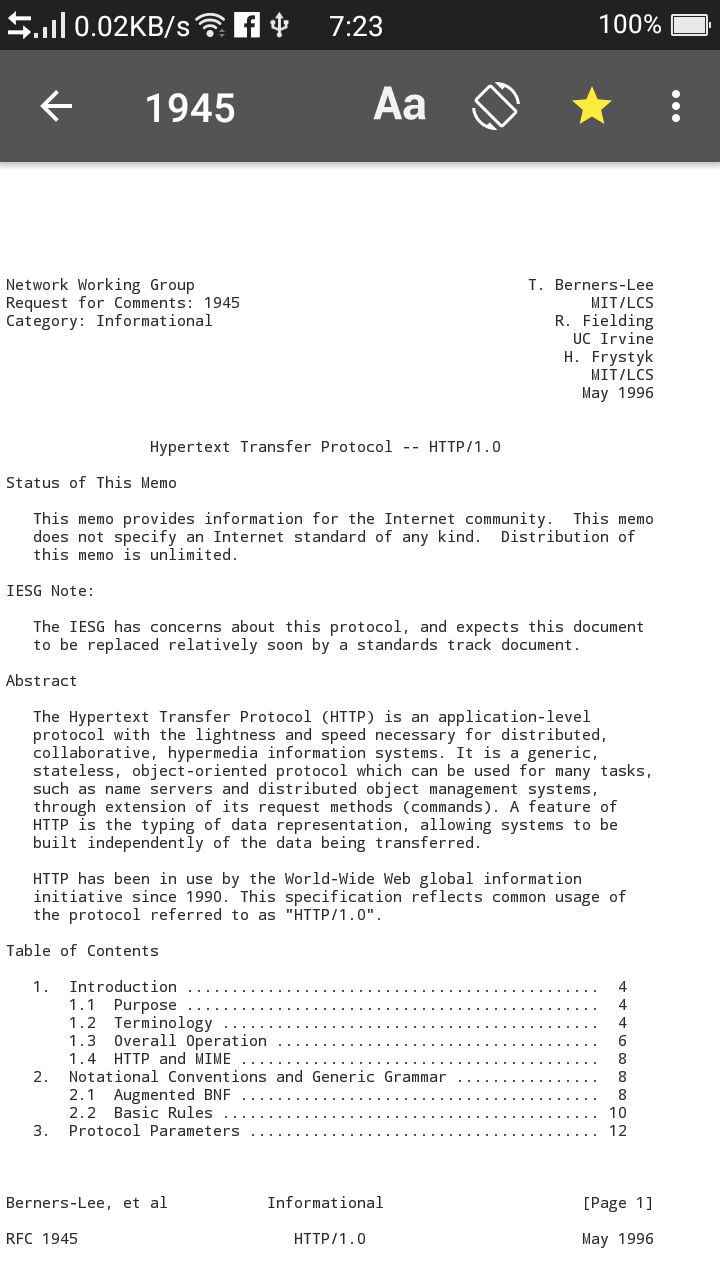 0.02KB/s 7:23 100%
1945 Aa
Network Working Group T. Berners-Lee
Request for Comments: 1945 MIT/LCS
Category: Informational R. Fielding
UC Irvine
H. Frystyk
MIT/LCS
May 1996
Hypertext Transfer Protocol -- HTTP/1.0
Status of This Memo
This memo provides information for the Internet community. This memo
does not specify an Internet standard of any kind. Distribution of
this memo is unlimited.
IESG Note:
The IESG has concerns about this protocol, and expects this document
to be replaced relatively soon by a standards track document.
Abstract
The Hypertext Transfer Protocol (HTTP) is an application-level
protocol with the lightness and speed necessary for distributed,
collaborative, hypermedia information systems. It is a generic,
stateless, object-oriented protocol which can be used for many tasks,
such as name servers and distributed object management systems,
through extension of its request methods (commands). A feature of
HTTP is the typing of data representation, allowing systems to be
built independently of the data being transferred.
HTTP has been in use by the World-Wide Web global information
initiative since 1990. This specification reflects common usage of
the protocol referred to as "HTTP/1.0".
Table of Contents
1. Introduction .............................................. 4
1.1 Purpose .............................................. 4
1.2 Terminology .......................................... 4
1.3 Overall Operation .................................... 6
1.4 HTTP and MIME ........................................ 8
2. Notational Conventions and Generic Grammar ................ 8
2.1 Augmented BNF ........................................ 8
2.2 Basic Rules .......................................... 10
3. Protocol Parameters ....................................... 12
Berners-Lee, et al Informational [Page 1]
RFC 1945 HTTP/1.0 May 1996